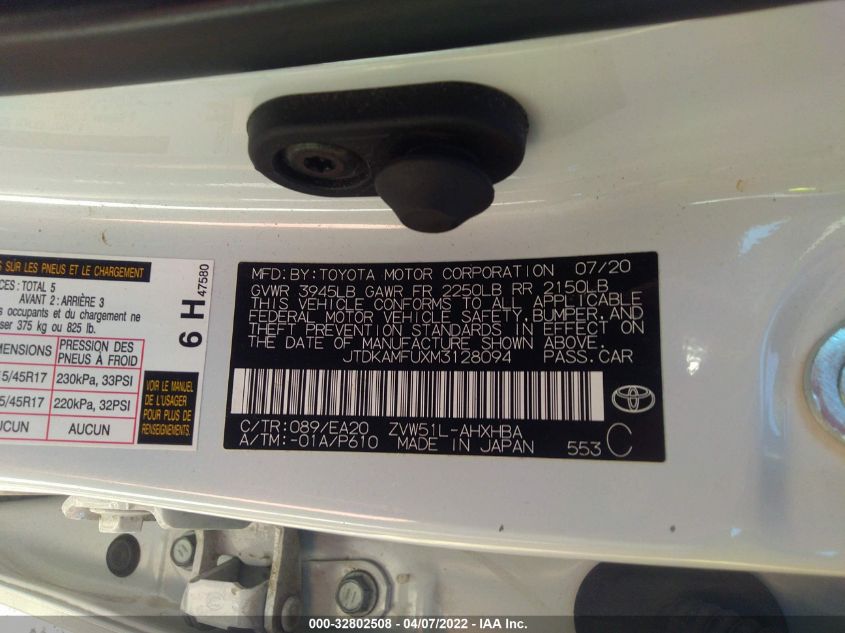 S SUR LES PNEUS ET LE CHARGEMENT
CES: TOTAL 5
AVANT 2: ARRIÈRE 3
s occupants et du chargement ne
ser 375 kg ou 825 lb.
MENSIONS
PRESSION DES PNEUS À FROID
5/45R17
230kPa, 33PSI
5/45R17
220kPa, 32PSI
UCUN
AUCUN
VOIR LE MANUEL
DE L'USAGER
POUR PLUS DE
RENSEIGNEMENTS.
6 H
47580
MFD. BY: TOYOTA MOTOR CORPORATION 07/20
GVWR 3945LB GAWR FR 2250LB RR 2150LB
THIS VEHICLE CONFORMS TO ALL APPLICABLE
FEDERAL MOTOR VEHICLE SAFETY, BUMPER, AND
THEFT PREVENTION STANDARDS IN EFFECT ON
THE DATE OF MANUFACTURE SHOWN ABOVE.
JTDKAMFUXM3128094 PASS. CAR
C/TR: 089/EA20 ZVW51L-AHXHBA
A/TM: -01A/P610 MADE IN JAPAN 553 C
000-32802508 - 04/07/2022 - IAA Inc.